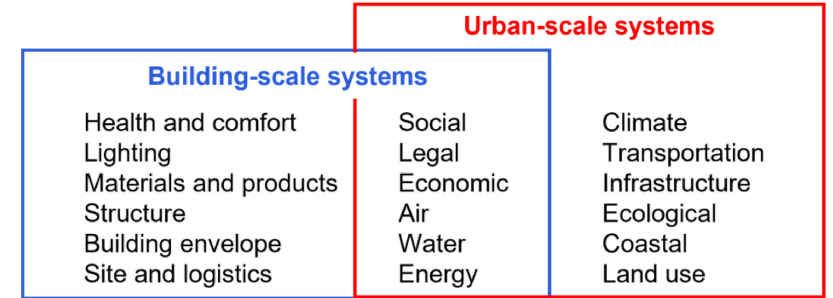 Urban-scale systems
Building-scale systems
Health and comfort Social Climate
Lighting Legal Transportation
Materials and products Economic Infrastructure
Structure Air Ecological
Building envelope Water Coastal
Site and logistics Energy Land use